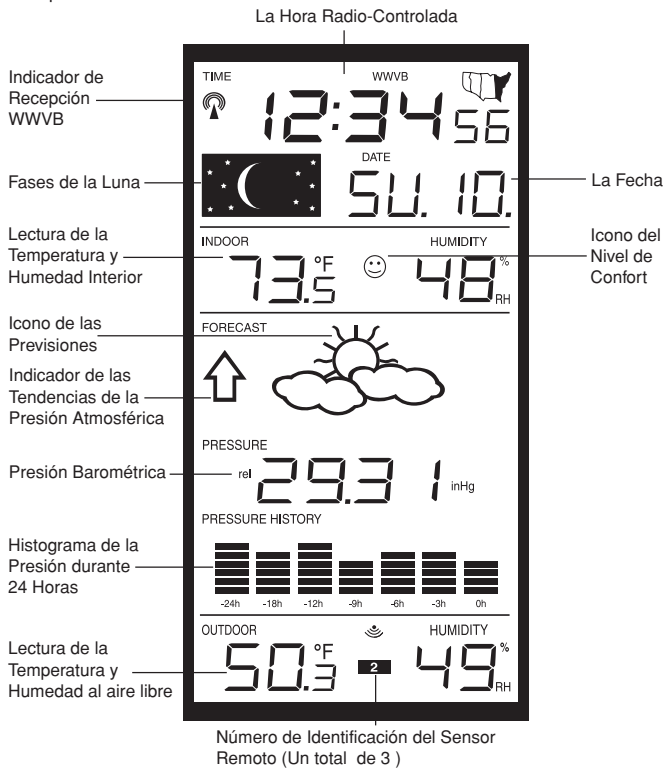 La Hora Radio-Controlada
Indicador de
Recepción
WWVB
TIME
WWVB
12:34 56
Fases de la Luna
DATE
SU. 10.
La Fecha
Lectura de la
Temperatura y
Humedad Interior
INDOOR
73.5 °F
HUMIDITY
48 % RH
Icono del
Nivel de
Confort
Icono de las
Previsiones
FORECAST
Indicador de las
Tendencias de la
Presión Atmosférica
PRESSURE
Presión Barométrica
rel 29.31 inHg
PRESSURE HISTORY
Histograma de la
Presión durante
24 Horas
-24h -18h -12h -9h -6h -3h 0h
Lectura de la
Temperatura y
Humedad al aire libre
OUTDOOR
50.3 °F
2
HUMIDITY
49 % RH
Número de Identificación del Sensor
Remoto (Un total de 3 )